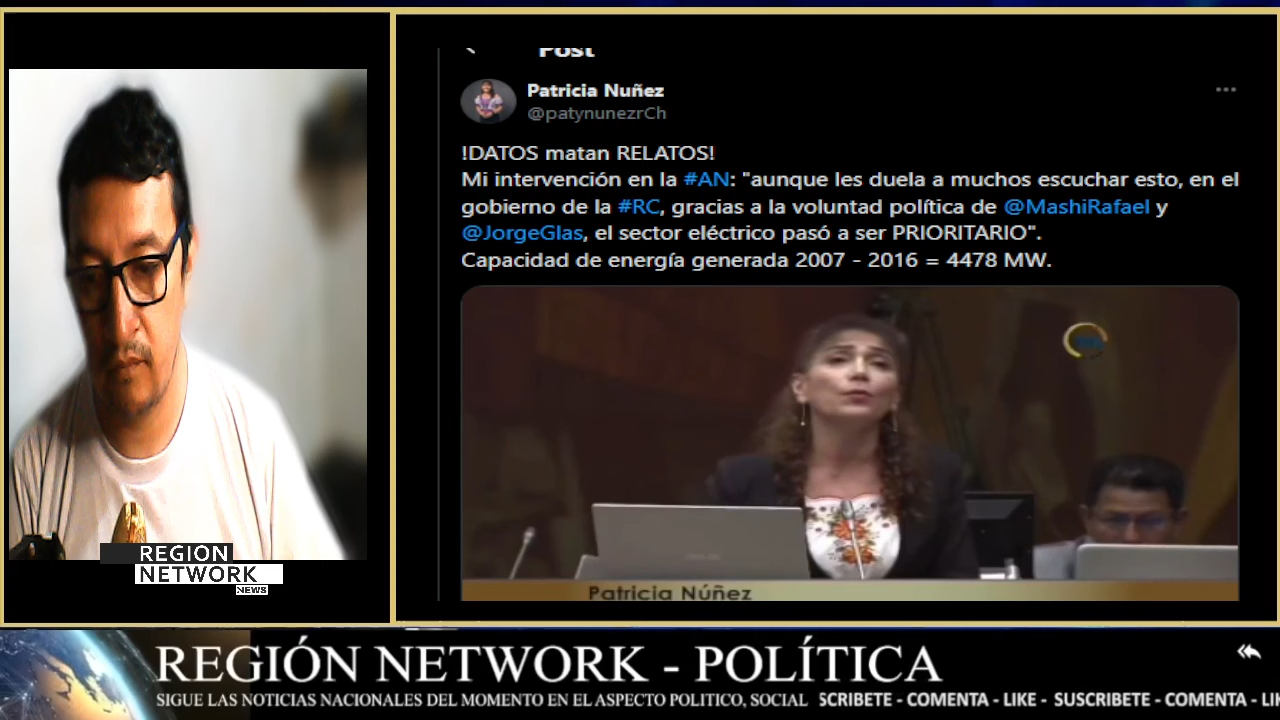 Post
Patricia Nuñez
@patynunezrCh
!DATOS matan RELATOS!
Mi intervención en la #AN: "aunque les duela a muchos escuchar esto, en el
gobierno de la #RC, gracias a la voluntad política de @MashiRafael y
@JorgeGlas, el sector eléctrico pasó a ser PRIORITARIO".
Capacidad de energía generada 2007 - 2016 = 4478 MW.
Patricia Núñez
REGION
NETWORK
NEWS
REGIÓN NETWORK - POLÍTICA
SIGUE LAS NOTICIAS NACIONALES DEL MOMENTO EN EL ASPECTO POLITICO, SOCIAL
SCRIBETE - COMENTA - LIKE - SUSCRIBETE - COMENTA - LI